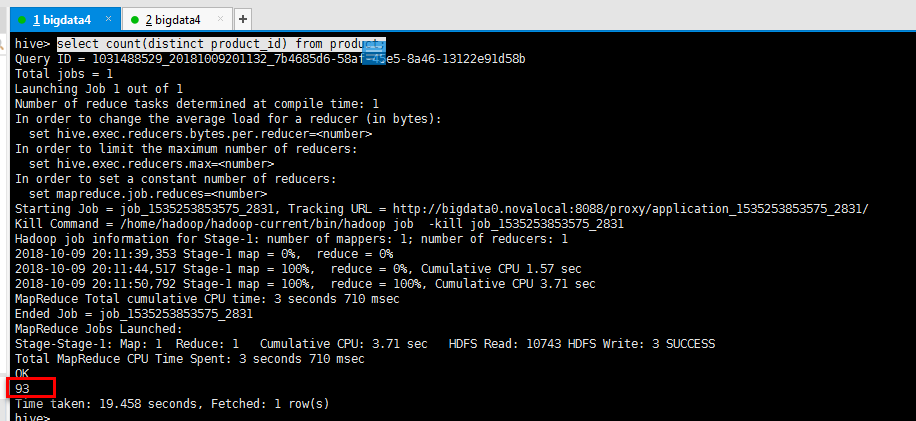 1 bigdata4
2 bigdata4
hive> select count(distinct product_id) from
Query ID = 1031488529_20181009201132_7b4685d6-58af-45e5-8a46-13122e91d58b
Total jobs = 1
Launching Job 1 out of 1
Number of reduce tasks determined at compile time: 1
In order to change the average load for a reducer (in bytes):
set hive.exec.reducers.bytes.per.reducer=<number>
In order to limit the maximum number of reducers:
set hive.exec.reducers.max=<number>
In order to set a constant number of reducers:
set mapreduce.job.reduces=<number>
Starting Job = job_1535253853575_2831, Tracking URL = http://bigdata0.novalocal:8088/proxy/application_1535253853575_2831/
Kill Command = /home/hadoop/hadoop-current/bin/hadoop job  -kill job_1535253853575_2831
Hadoop job information for Stage-1: number of mappers: 1; number of reducers: 1
2018-10-09 20:11:39,353 Stage-1 map = 0%,  reduce = 0%
2018-10-09 20:11:44,517 Stage-1 map = 100%,  reduce = 0%, Cumulative CPU 1.57 sec
2018-10-09 20:11:50,792 Stage-1 map = 100%,  reduce = 100%, Cumulative CPU 3.71 sec
MapReduce Total cumulative CPU time: 3 seconds 710 msec
Ended Job = job_1535253853575_2831
MapReduce Jobs Launched:
Stage-Stage-1: Map: 1  Reduce: 1   Cumulative CPU: 3.71 sec   HDFS Read: 10743 HDFS Write: 3 SUCCESS
Total MapReduce CPU Time Spent: 3 seconds 710 msec
OK
93
Time taken: 19.458 seconds, Fetched: 1 row(s)
hive>